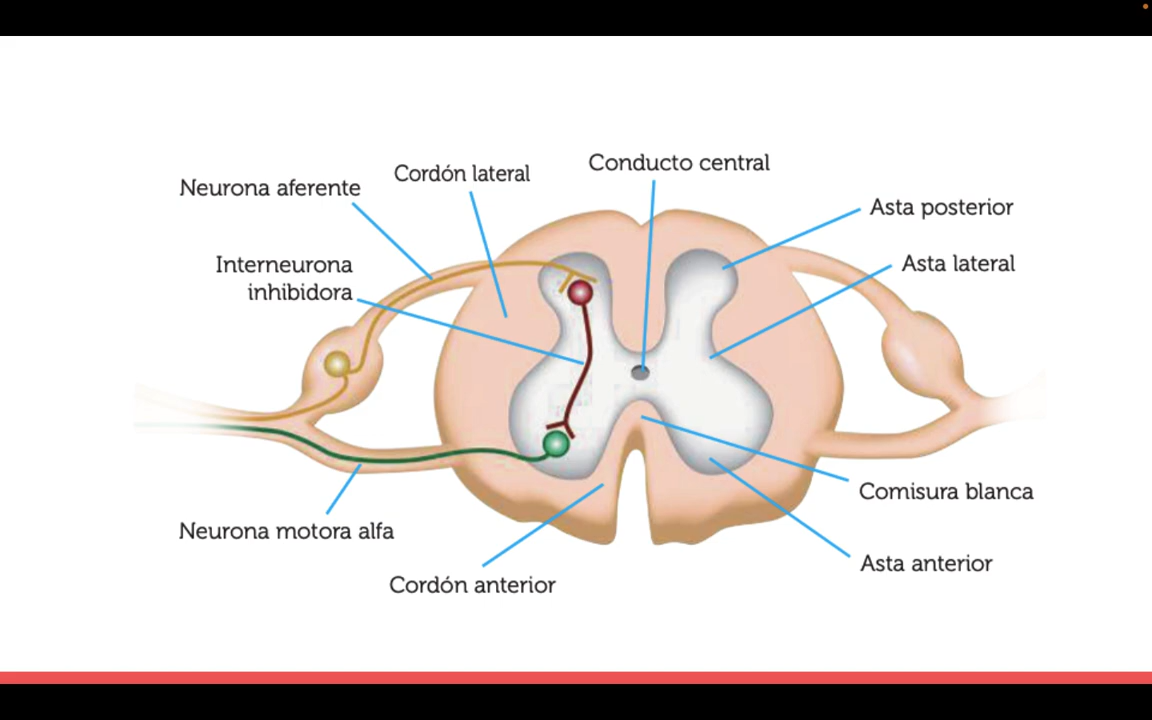 Conducto central
Cordón lateral
Neurona aferente
Asta posterior
Interneurona
inhibidora
Asta lateral
Comisura blanca
Neurona motora alfa
Asta anterior
Cordón anterior